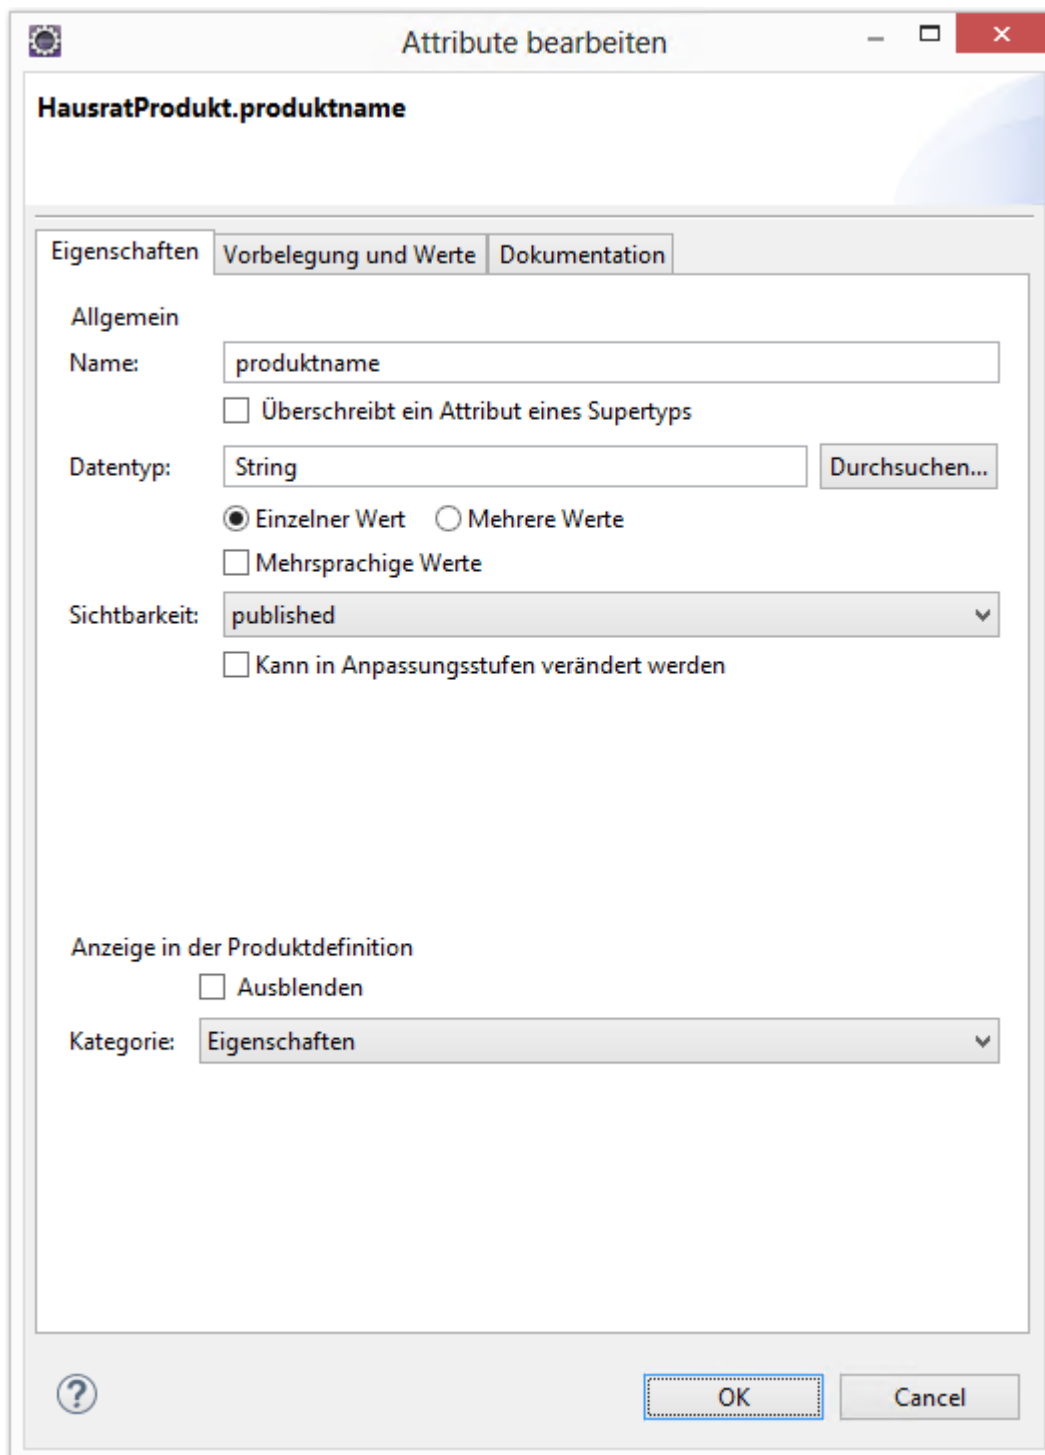 Attribute bearbeiten
HausratProdukt.produktname
Eigenschaften Vorbelegung und Werte Dokumentation
Allgemein
Name: produktname
Überschreibt ein Attribut eines Supertyps
Datentyp: String Durchsuchen...
Einzelner Wert Mehrere Werte
Mehrsprachige Werte
Sichtbarkeit: published
Kann in Anpassungsstufen verändert werden
Anzeige in der Produktdefinition
Ausblenden
Kategorie: Eigenschaften
? OK Cancel